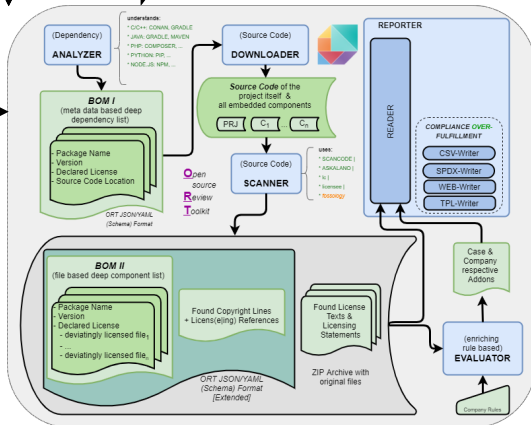 (Dependency)
ANALYZER
understands:
* C/C++: CONAN, GRADLE
* JAVA: GRADLE, MAVEN
* PHP: COMPOSER, ...
* PYTHON: PIP, ...
* NODE.JS: NPM, ...
(Source Code)
DOWNLOADER
REPORTER
READER
COMPLIANCE OVER-
FULFILLMENT
CSV-Writer
SPDX-Writer
WEB-Writer
TPL-Writer
BOM I
(meta data based deep
dependency list)
- Package Name
- Version
- Declared License
- Source Code Location
ORT JSON/YAML
(Schema) Format
Source Code of the
project itself &
all embedded components
PRJ
C1
...
Cn
Open
source
Review
Toolkit
(Source Code)
SCANNER
uses:
* SCANCODE |
* ASKALAND |
* lc |
* licensee |
* fossology
BOM II
(file based deep component list)
- Package Name
- Version
- Declared License
- deviatingly licensed file1
- ...
- deviatingly licensed filen
Found Copyright Lines
+ Licens(e|ing) References
ORT JSON/YAML
(Schema) Format
[Extended]
Found License
Texts &
Licensing
Statements
ZIP Archive with
original files
Case &
Company
respective
Addons
(enriching
rule based)
EVALUATOR
Company Rules